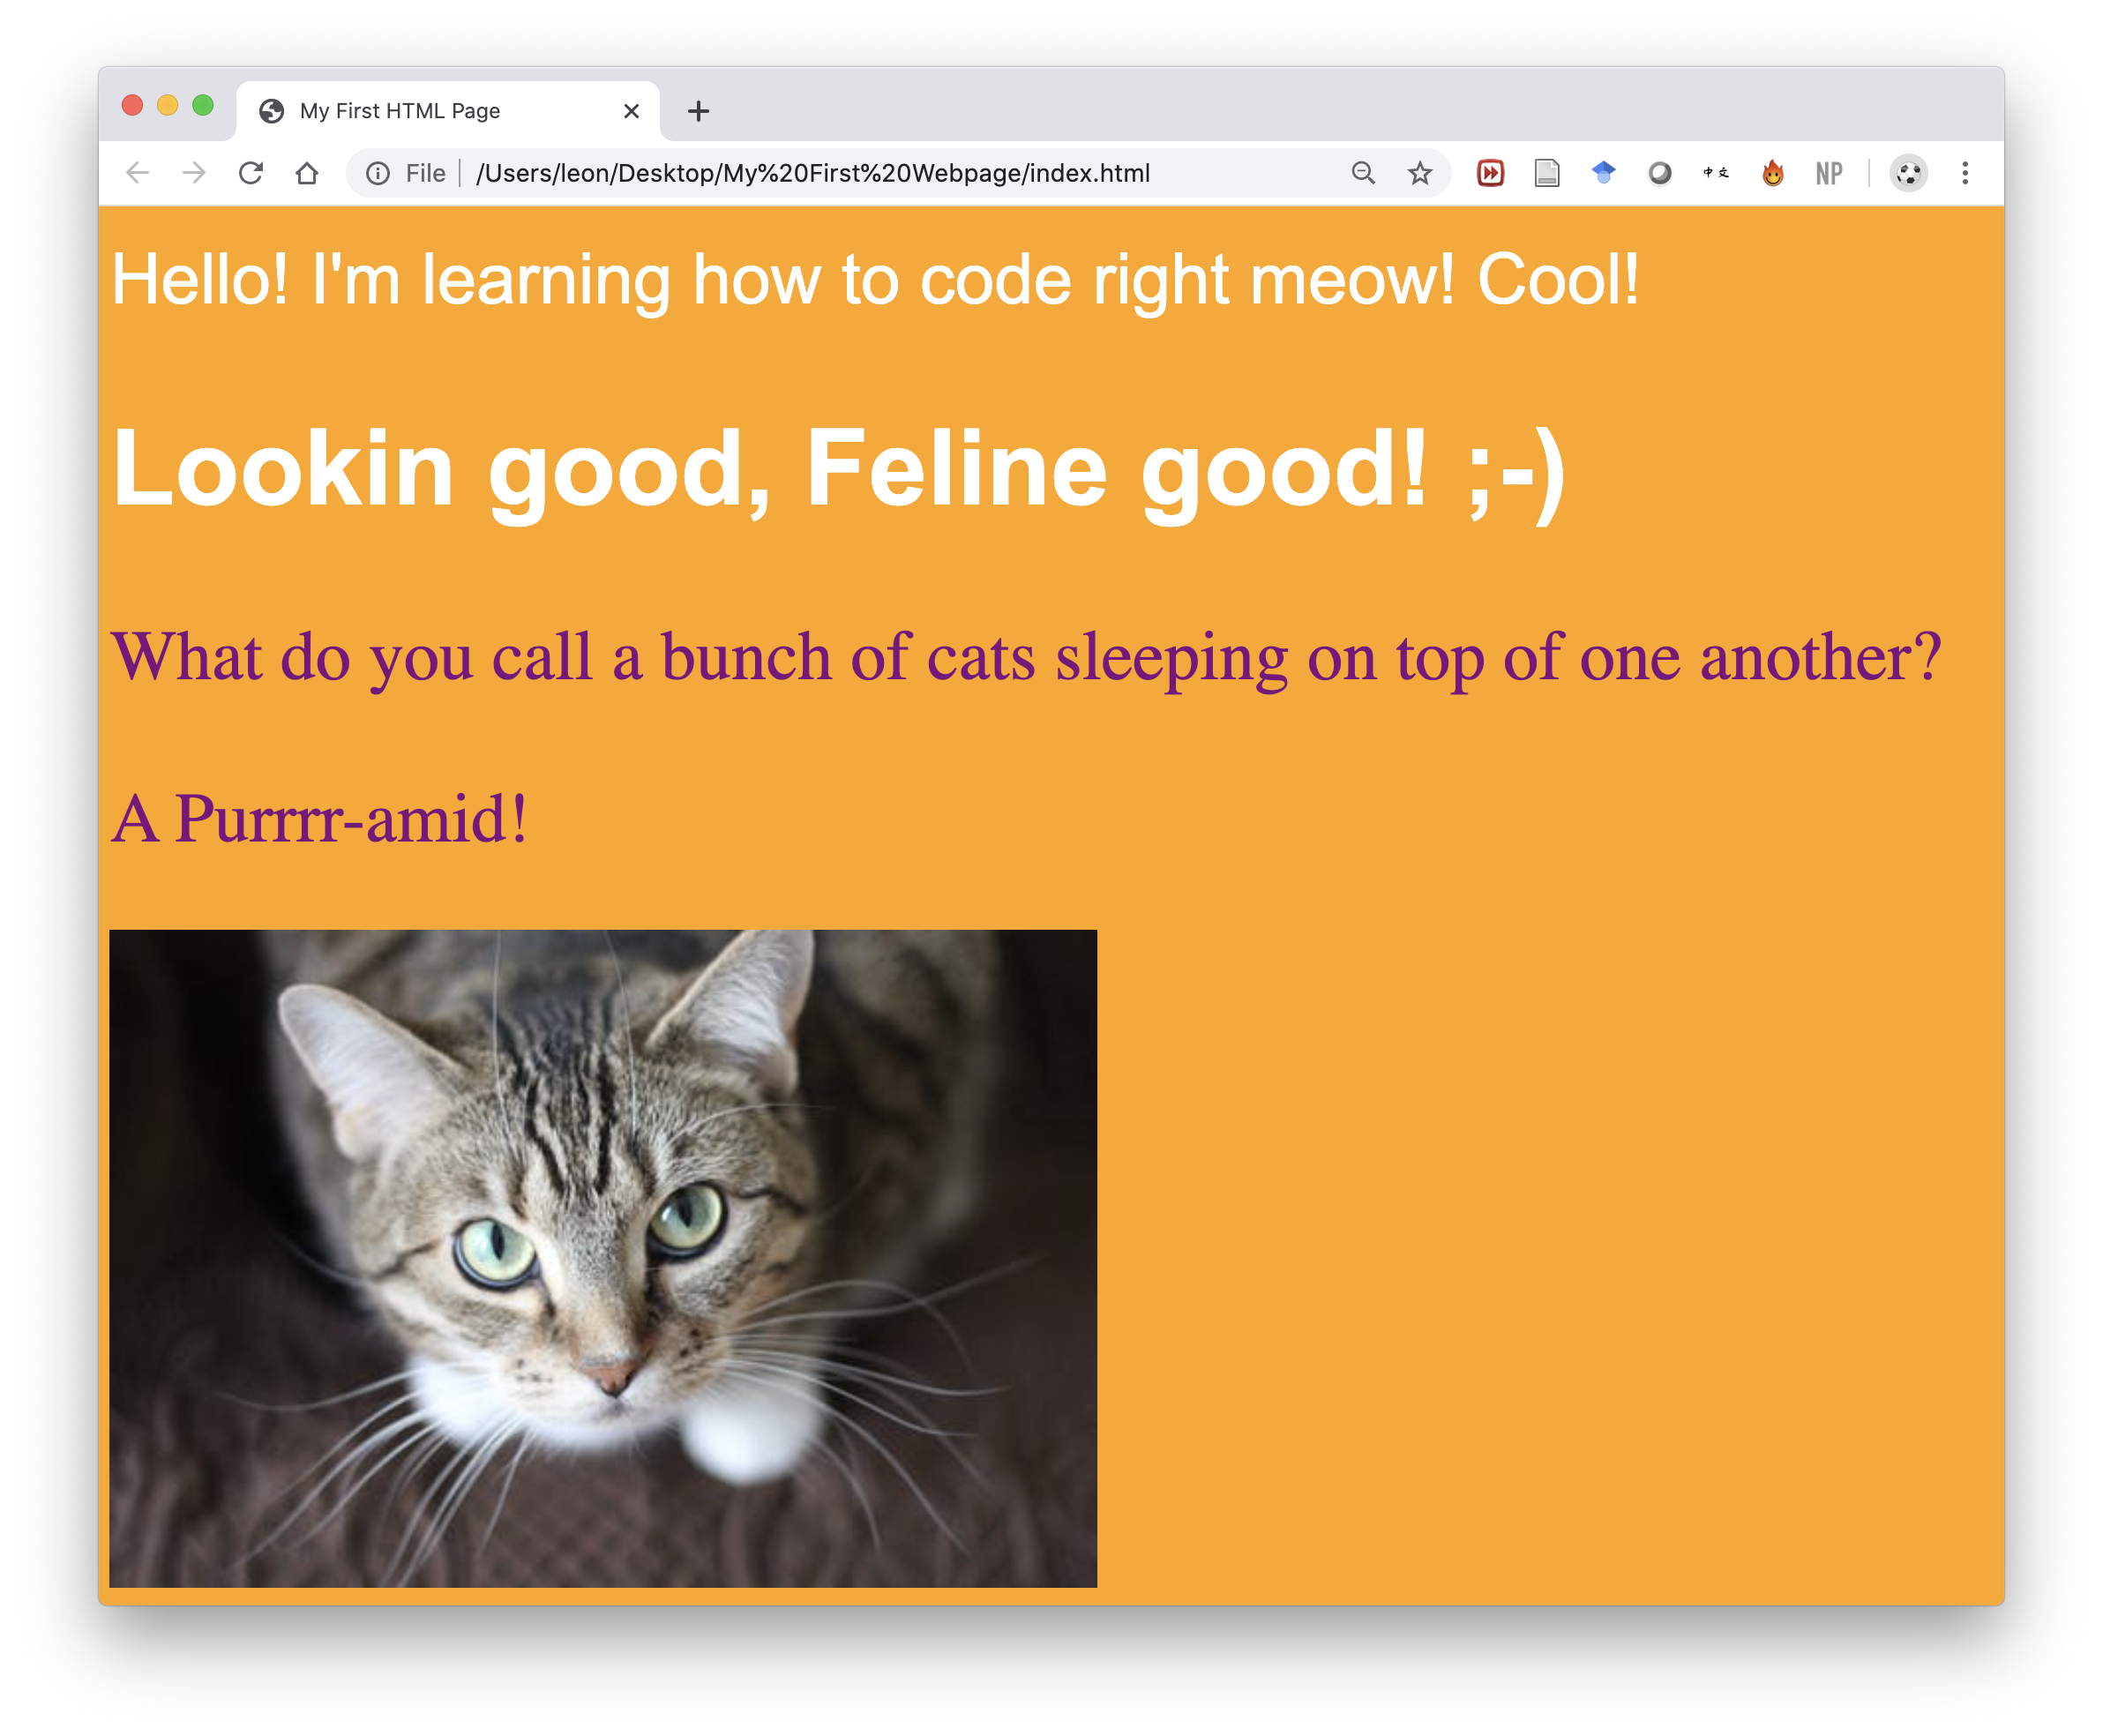 My First HTML Page
File /Users/leon/Desktop/My%20First%20Webpage/index.html 中文 NP
Hello! I'm learning how to code right meow! Cool!
Lookin good, Feline good! ;-)
What do you call a bunch of cats sleeping on top of one another?
A Purrrr-amid!